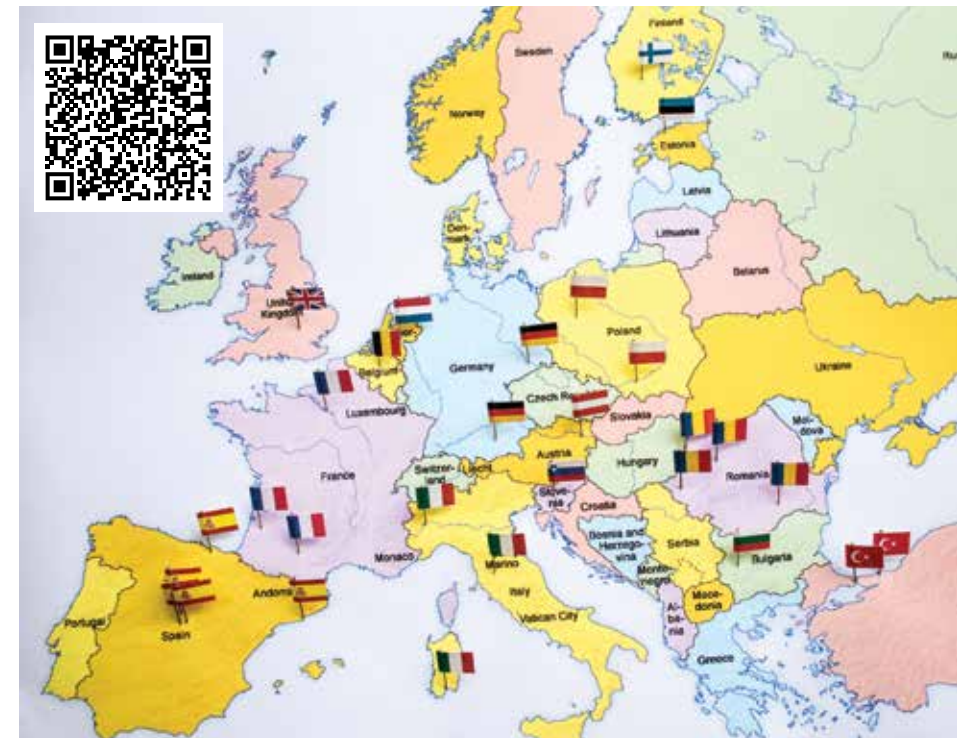 Finland
Sweden
Norway
Estonia
Latvia
Lithuania
Den-
mark
Ireland
Belarus
United
Kingdom
Poland
Germany
Belgium
Ukraine
Czech
Luxembourg
Slovakia
Mol-
dova
Austria
Hungary
Switzer-
land
Liecht
France
Romania
Slove-
nia
Croatia
Bosnia and
Herzego-
vina
Serbia
Monaco
Marino
Bulgaria
Monte-
negro
Italy
Mace-
donia
Andorra
Al-
ba-
nia
Vatican City
Portugal
Spain
Greece